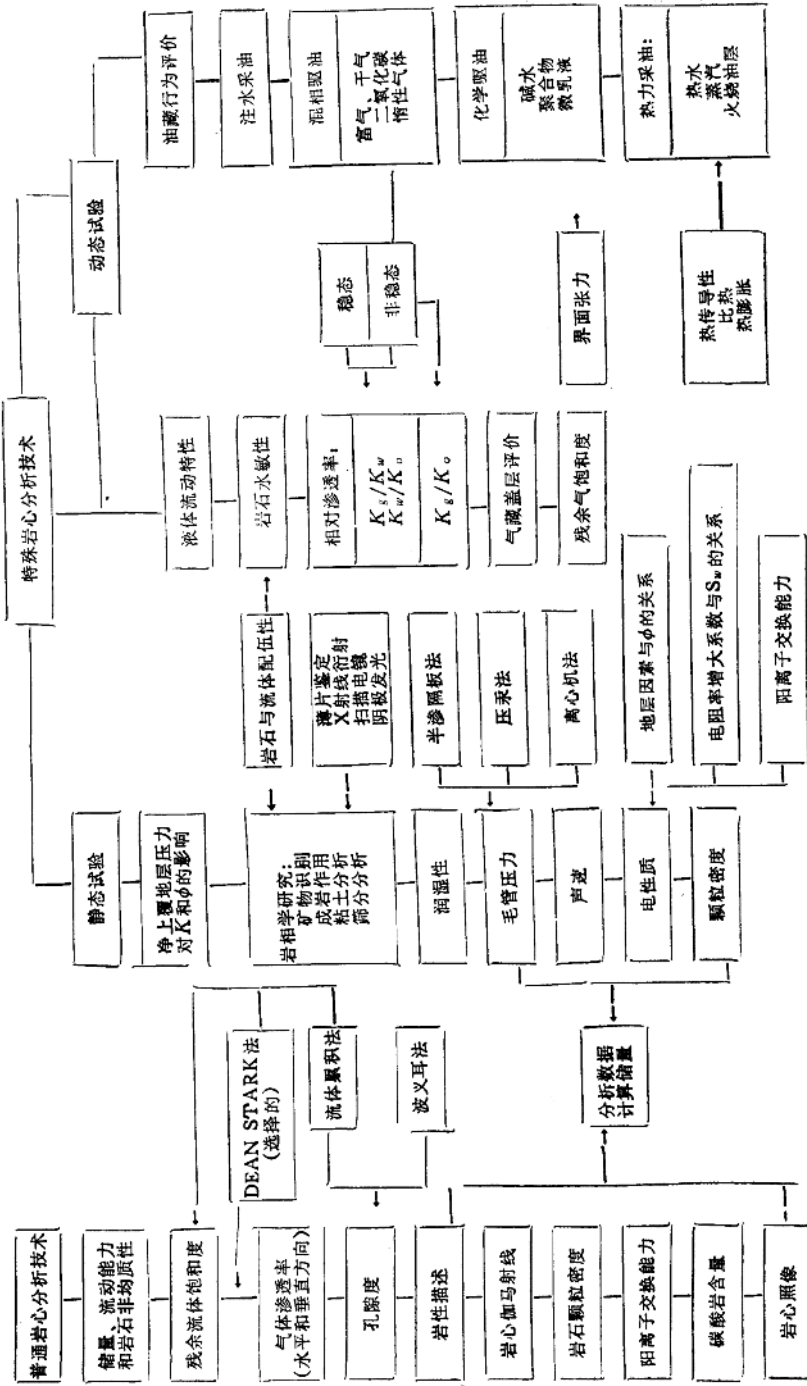 普通岩心分析技术
储量、流动能力
和岩石非均质性
残余流体饱和度
气体渗透率
(水平和垂直方向)
孔隙度
岩性描述
岩心伽马射线
岩石颗粒密度
阳离子交换能力
碳酸岩含量
岩心照像
DEAN STARK法
(选择的)
流体累积法
波义耳法
分析数据
计算储量
特殊岩心分析技术
静态试验
净上覆地层压力
对K和φ的影响
岩相学研究:
矿物识别
成岩作用
粘土分析
筛分分析
润湿性
毛管压力
声速
电性质
颗粒密度
岩石与流体配伍性
薄片鉴定
X射线衍射
扫描电镜
阴极发光
半渗隔板法
压汞法
离心机法
地层因素与φ的关系
电阻率增大系数与Sw的关系
阳离子交换能力
动态试验
液体流动特性
岩石水敏性
相对渗透率:
Kg/Kw
Kw/Ko
Kg/Ko
气藏盖层评价
残余气饱和度
稳态
非稳态
界面张力
热传导性
比热
热膨胀
油藏行为评价
注水采油
混相驱油
富气、干气
二氧化碳
惰性气体
化学驱油
碱水
聚合物
微乳液
热力采油:
热水
蒸汽
火烧油层